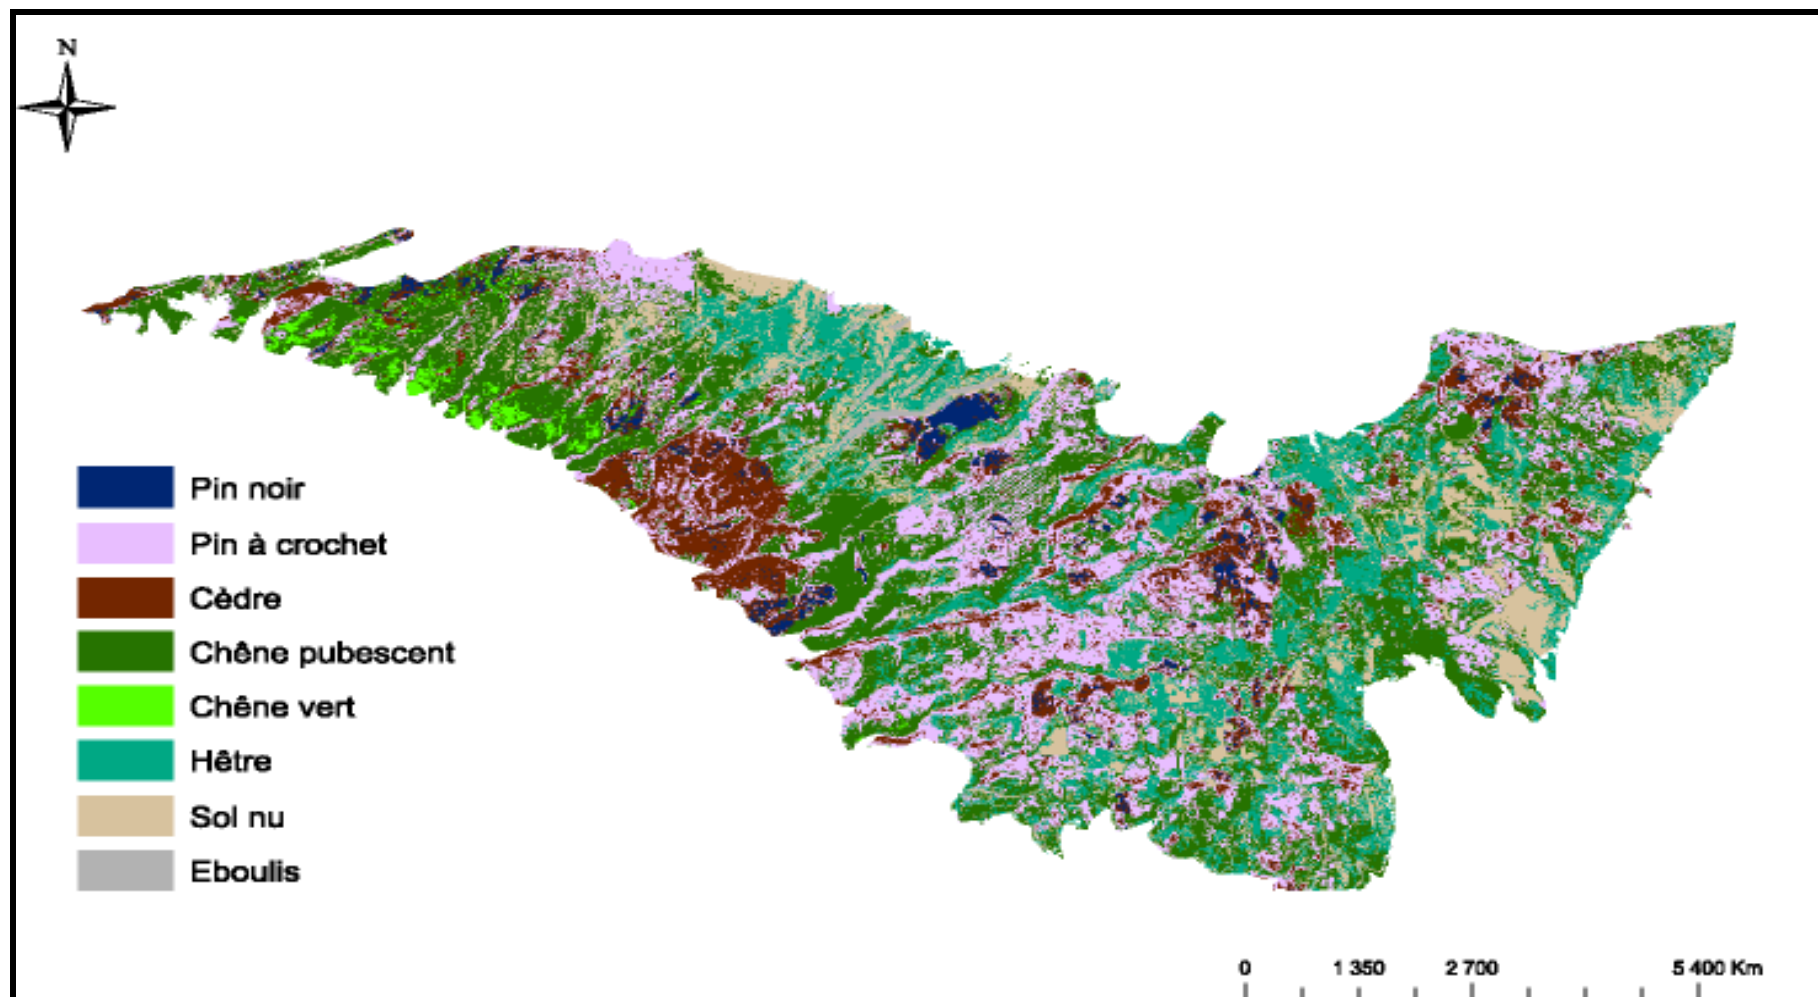 N
Pin noir
Pin à crochet
Cèdre
Chêne pubescent
Chêne vert
Hêtre
Sol nu
Eboulis
0 1 350 2 700 5 400 Km